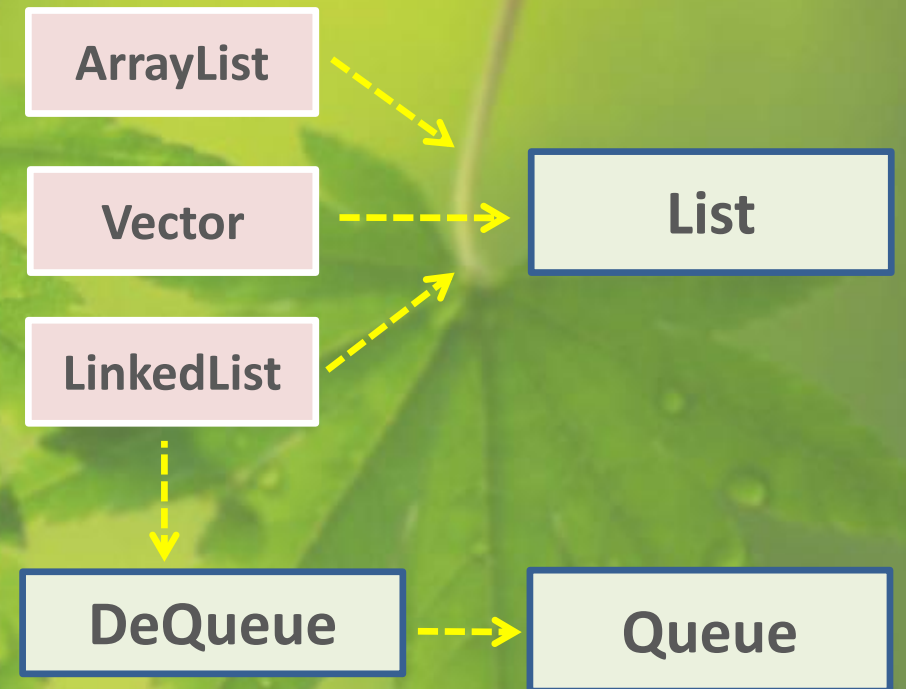 ArrayList
Vector
List
LinkedList
DeQueue
Queue